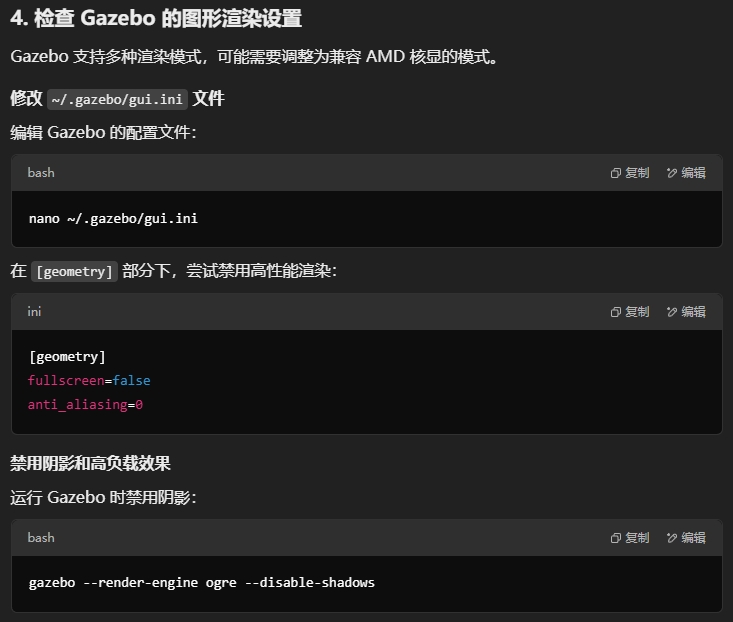 4. 检查 Gazebo 的图形渲染设置
Gazebo 支持多种渲染模式，可能需要调整为兼容 AMD 核显的模式。
修改 ~/.gazebo/gui.ini 文件
编辑 Gazebo 的配置文件：
bash 复制 编辑
nano ~/.gazebo/gui.ini
在 [geometry] 部分下，尝试禁用高性能渲染：
ini 复制 编辑
[geometry]
fullscreen=false
anti_aliasing=0
禁用阴影和高负载效果
运行 Gazebo 时禁用阴影：
bash 复制 编辑
gazebo --render-engine ogre --disable-shadows